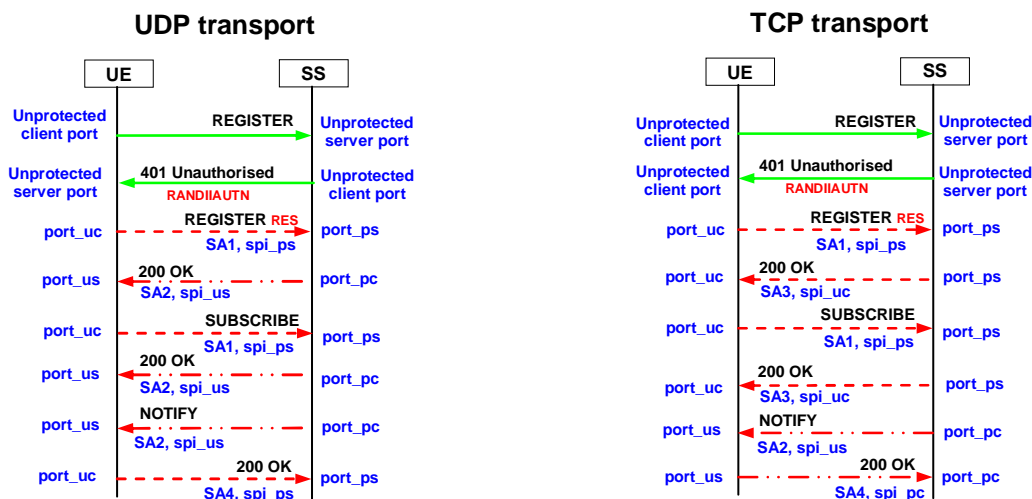 UDP transport
UE SS
Unprotected
client port
REGISTER
Unprotected
server port
Unprotected
server port
401 Unauthorised
RANDIIAUTN
Unprotected
client port
port_uc REGISTER RES port_ps
SA1, spi_ps
port_us 200 OK port_pc
SA2, spi_us
port_uc SUBSCRIBE port_ps
SA1, spi_ps
port_us 200 OK port_pc
SA2, spi_us
port_us NOTIFY port_pc
SA2, spi_us
port_uc 200 OK port_ps
SA4, spi_ps
TCP transport
UE SS
Unprotected
client port
REGISTER
Unprotected
server port
Unprotected
client port
401 Unauthorised
RANDIIAUTN
Unprotected
server port
port_uc REGISTER RES port_ps
SA1, spi_ps
port_uc 200 OK port_ps
SA3, spi_uc
port_uc SUBSCRIBE port_ps
SA1, spi_ps
port_uc 200 OK port_ps
SA3, spi_uc
port_us NOTIFY port_pc
SA2, spi_us
port_us 200 OK port_pc
SA4, spi_pc